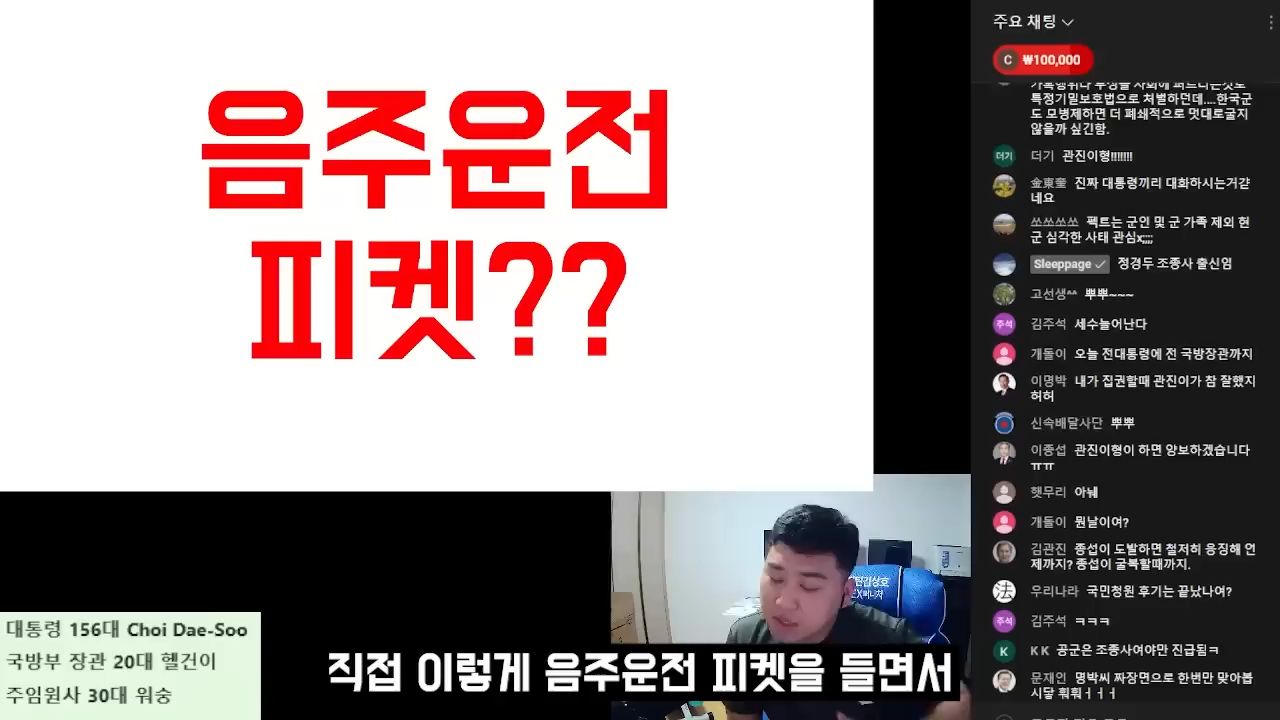 음주운전
피켓??
직접 이렇게 음주운전 피켓을 들면서
대통령 156대 Choi Dae-Soo
국방부 장관 20대 헬건이
주임원사 30대 워숭
주요 채팅
C ₩100,000
특정기밀보호법으로 처벌하던데....한국군
도 모병제하면 더 폐쇄적으로 멋대로굴지
않을까 싶긴함.
더기 더기 관진이형!!!!!!!
金東奎 진짜 대통령끼리 대화하시는거같
네요
쏘쏘쏘쏘 팩트는 군인 및 군 가족 제외 현
군 심각한 사태 관심x;;;;
Sleeppage 정경두 조종사 출신임
고선생^^ 뿌뿌~~~
주석 김주석 세수늘어난다
개돌이 오늘 전대통령에 전 국방장관까지
이명박 내가 집권할때 관진이가 참 잘했지
허허
신속배달사단 뿌뿌
이종섭 관진이형이 하면 양보하겠습니다
ㅠㅠ
햇무리 아눼
개돌이 뭔날이여?
김관진 종섭이 도발하면 철저히 응징해 언
제까지? 종섭이 굴복할때까지.
法 우리나라 국민청원 후기는 끝났나여?
주석 김주석 ㅋㅋㅋ
K K K 공군은 조종사여야만 진급됨ㅋ
문재인 명박씨 짜장면으로 한번만 맞아봅
시닿 훠훠ㅓㅓㅓ